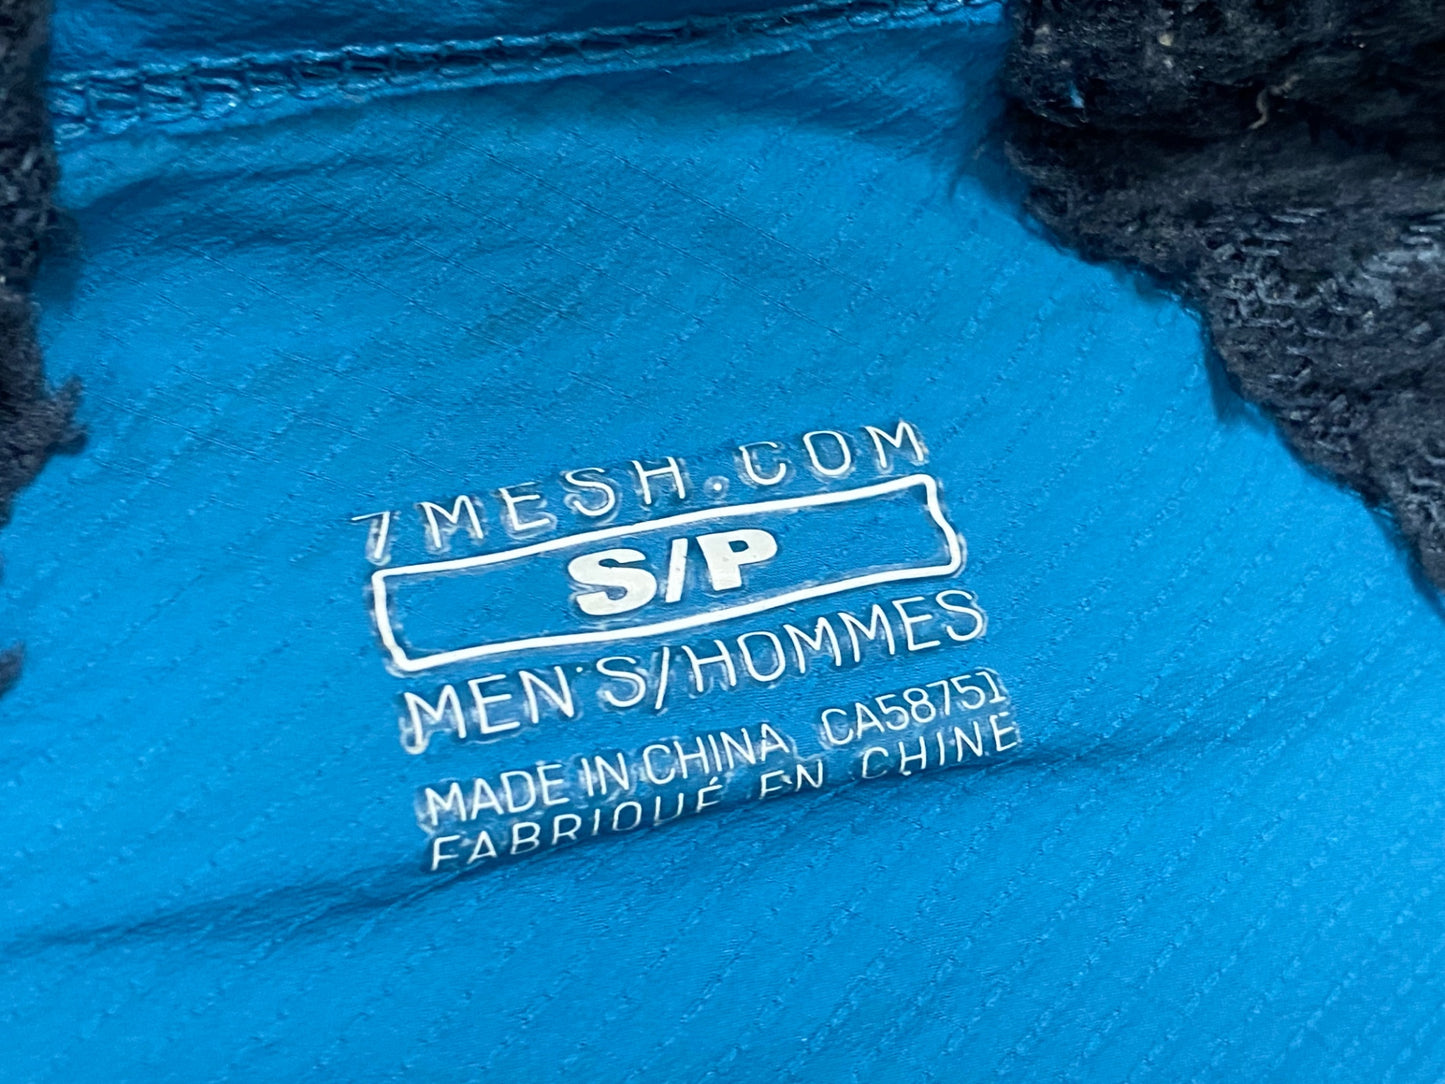 7MESH.COM
S/P
MEN'S/HOMMES
MADE IN CHINA CA58751
FABRIQUÉ EN CHINE